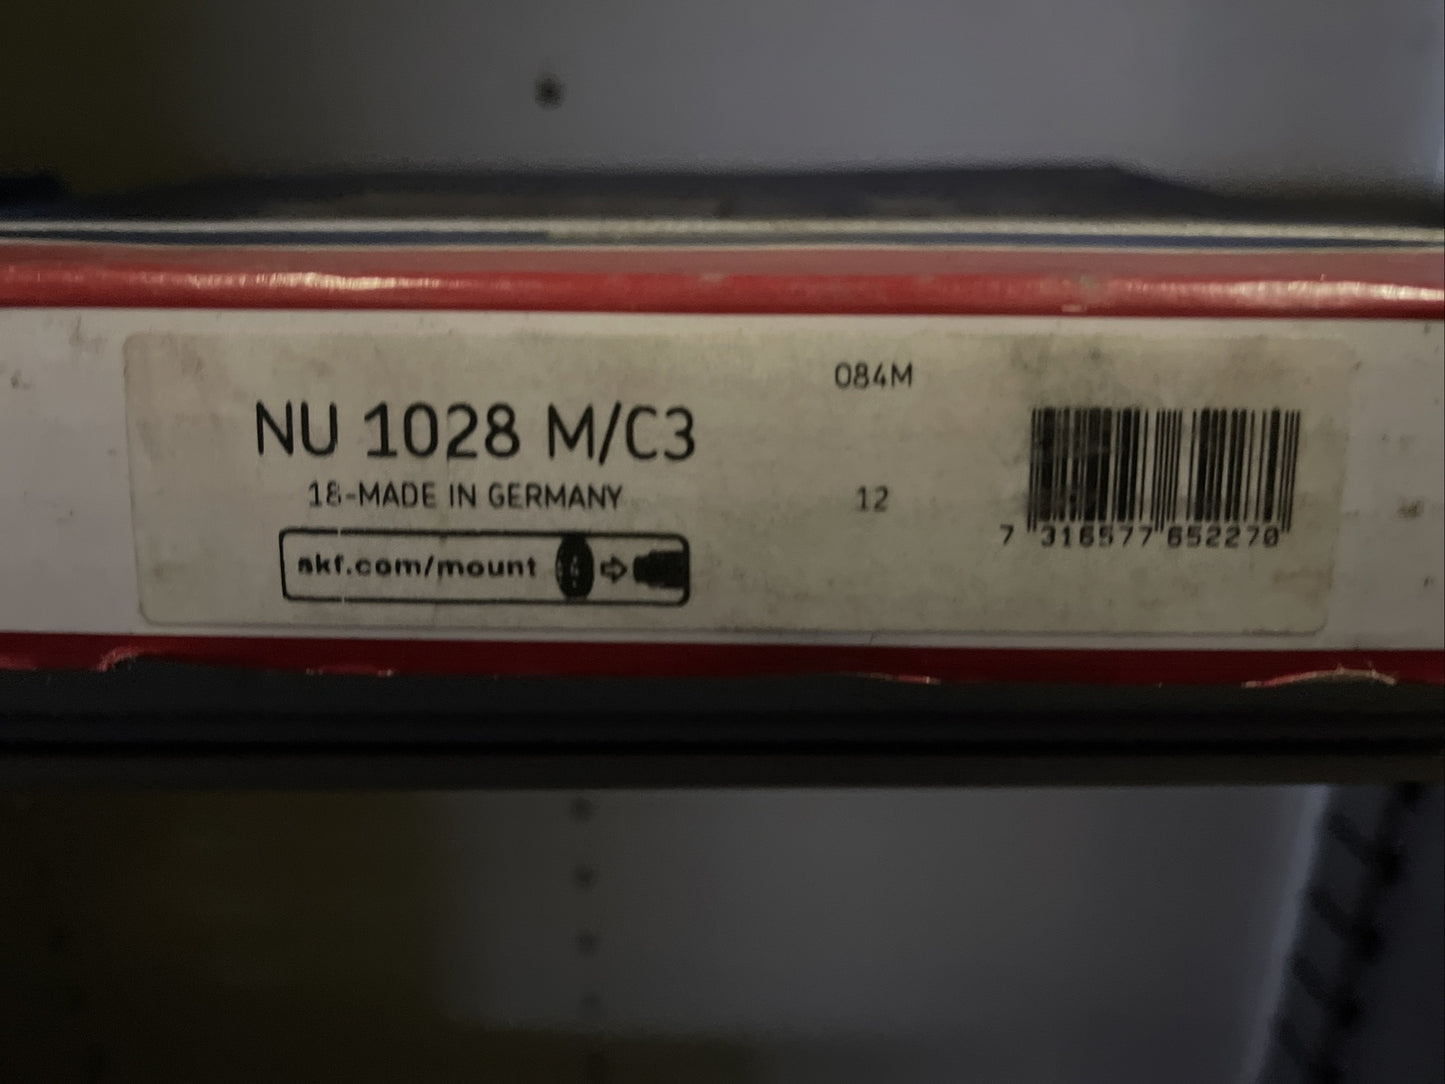 084M
NU 1028 M/C3
18-MADE IN GERMANY
12
skf.com/mount
7 316577 652270